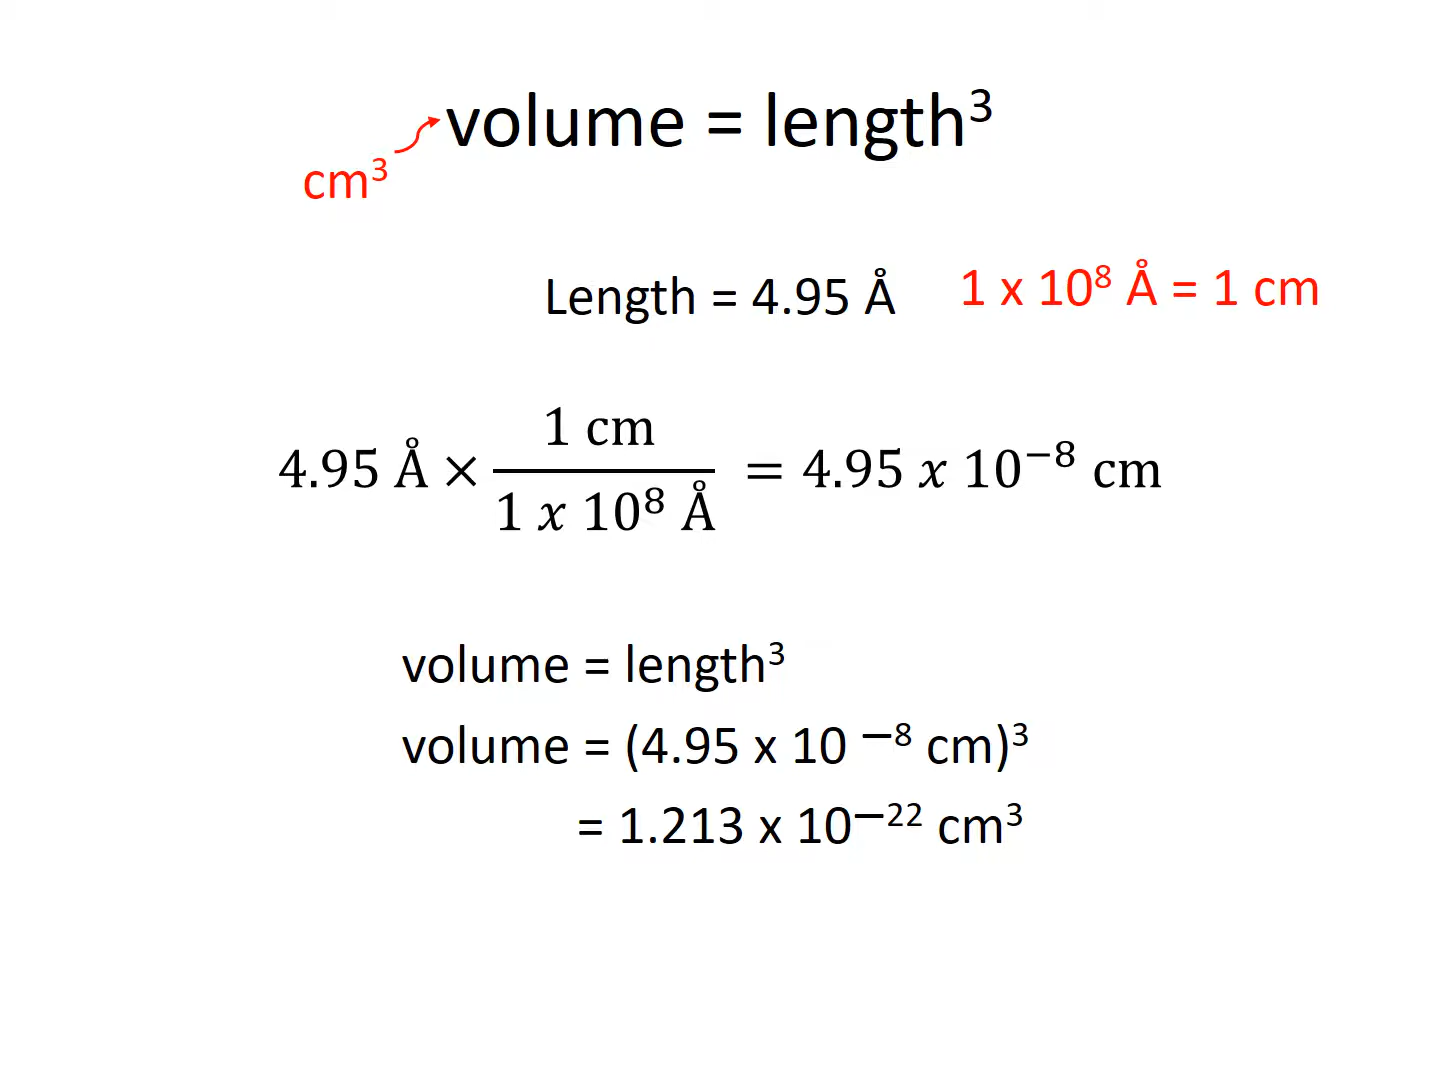 volume = length³
cm³
Length = 4.95 Å
1 x 10⁸ Å = 1 cm
4.95 Å × 1 cm / 1 x 10⁸ Å = 4.95 x 10⁻⁸ cm
volume = length³
volume = (4.95 x 10 ⁻⁸ cm)³
= 1.213 x 10⁻²² cm³